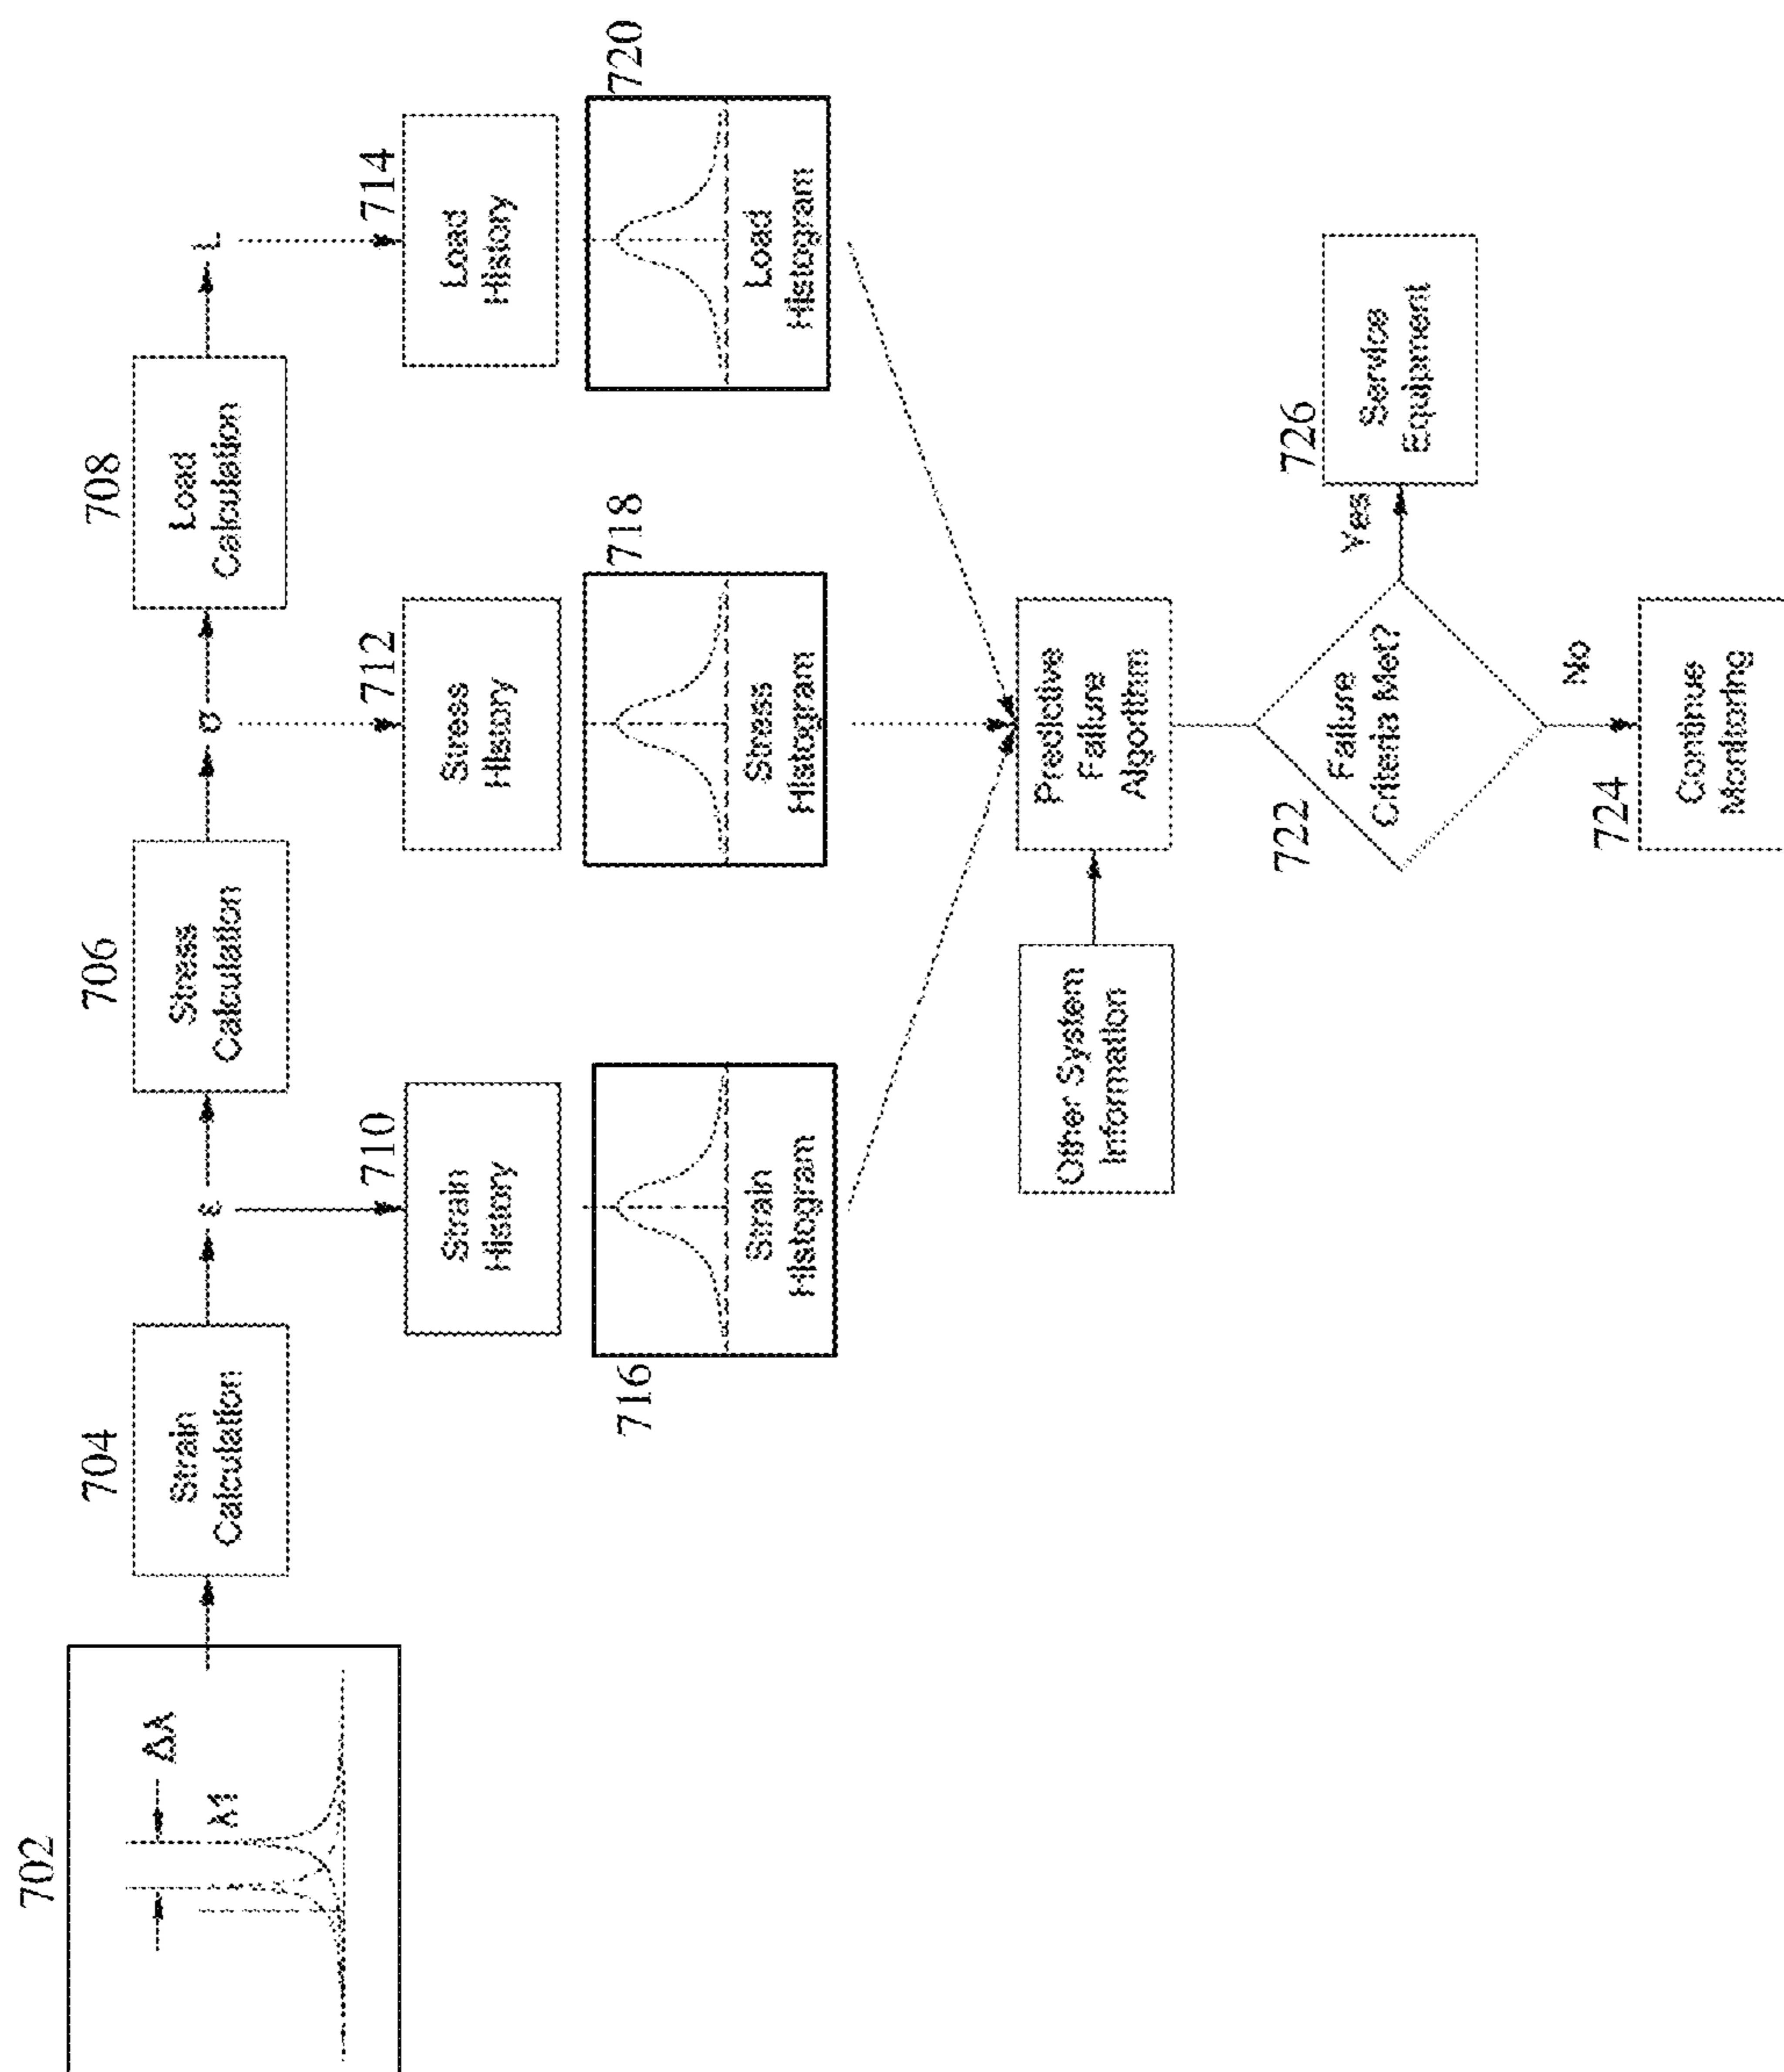 702
Δλ
λ1
704
Strain
Calculation
ε
706
Stress
Calculation
σ
708
Load
Calculation
L
710
Strain
History
712
Stress
History
714
Load
History
716
Strain
Histogram
718
Stress
Histogram
720
Load
Histogram
Other System
Information
Predictive
Failure
Algorithm
722
Failure
Criteria Met?
Yes
726
Service
Equipment
No
724
Continue
Monitoring